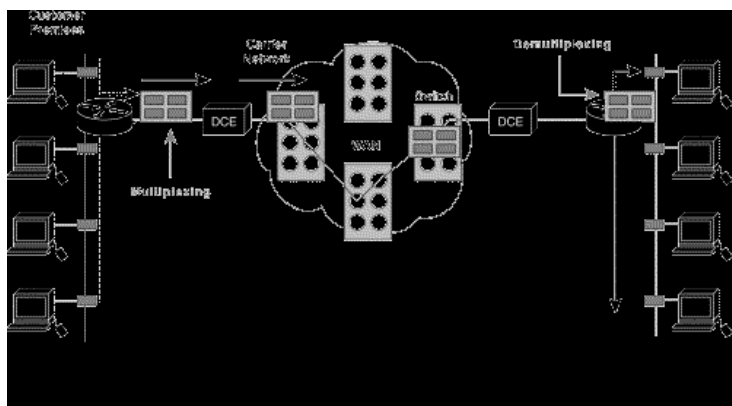 Customer
Premises
Carrier
Network
Demultiplexing
Switch
DCE
WAN
DCE
Multiplexing